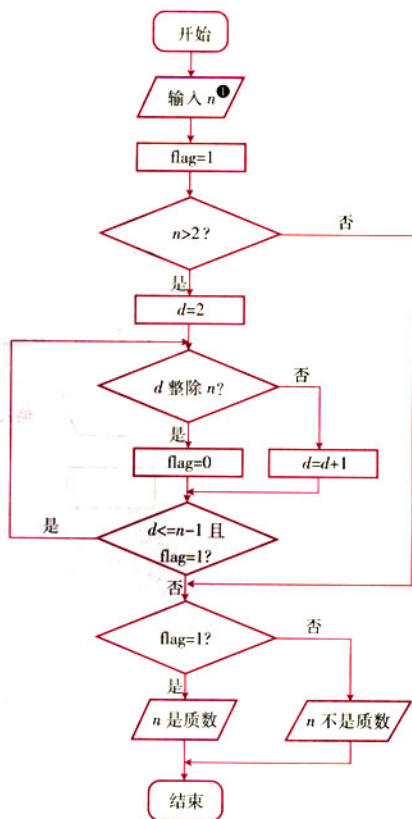 开始
输入 n❶
flag=1
n>2?
否
是
d=2
d 整除 n?
否
是
flag=0
d=d+1
d<=n-1 且
flag=1?
是
否
flag=1?
否
是
n 是质数
n 不是质数
结束